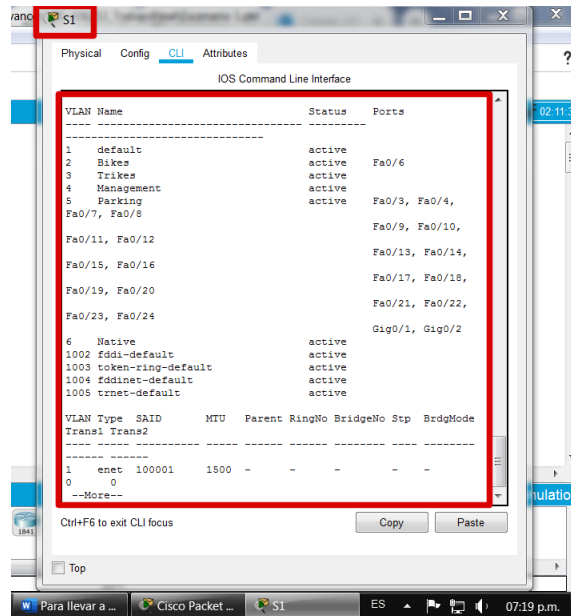 S1
Physical Config CLI Attributes
IOS Command Line Interface
VLAN Name Status Ports
---- -------------------------------- ---------
-------------------------------
1 default active
2 Bikes active Fa0/6
3 Trikes active
4 Management active
5 Parking active Fa0/3, Fa0/4,
Fa0/7, Fa0/8
Fa0/9, Fa0/10,
Fa0/11, Fa0/12
Fa0/13, Fa0/14,
Fa0/15, Fa0/16
Fa0/17, Fa0/18,
Fa0/19, Fa0/20
Fa0/21, Fa0/22,
Fa0/23, Fa0/24
Gig0/1, Gig0/2
6 Native active
1002 fddi-default active
1003 token-ring-default active
1004 fddinet-default active
1005 trnet-default active
VLAN Type SAID MTU Parent RingNo BridgeNo Stp BrdgMode
Trans1 Trans2
---- ----- ---------- ----- ------ ------ -------- ---- --------
------ ------
1 enet 100001 1500 - - - - -
0 0
--More--
Ctrl+F6 to exit CLI focus
Copy Paste
Top
02:11:3
?
nulatio
1841
Para llevar a ... Cisco Packet ... S1 ES 07:19 p.m.